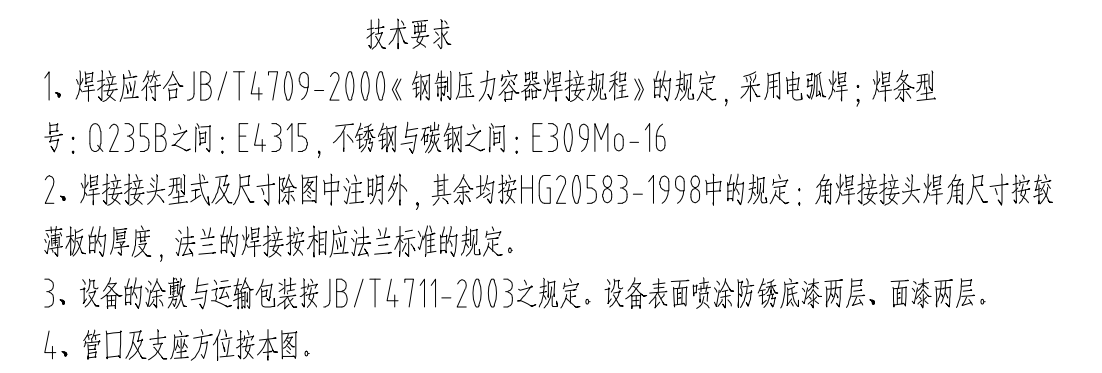 技术要求
1、焊接应符合JB/T4709-2000《钢制压力容器焊接规程》的规定，采用电弧焊；焊条型
号：Q235B之间：E4315，不锈钢与碳钢之间：E309Mo-16
2、焊接接头型式及尺寸除图中注明外，其余均按HG20583-1998中的规定：角焊接接头焊角尺寸按较
薄板的厚度，法兰的焊接按相应法兰标准的规定。
3、设备的涂敷与运输包装按JB/T4711-2003之规定。设备表面喷涂防锈底漆两层、面漆两层。
4、管口及支座方位按本图。